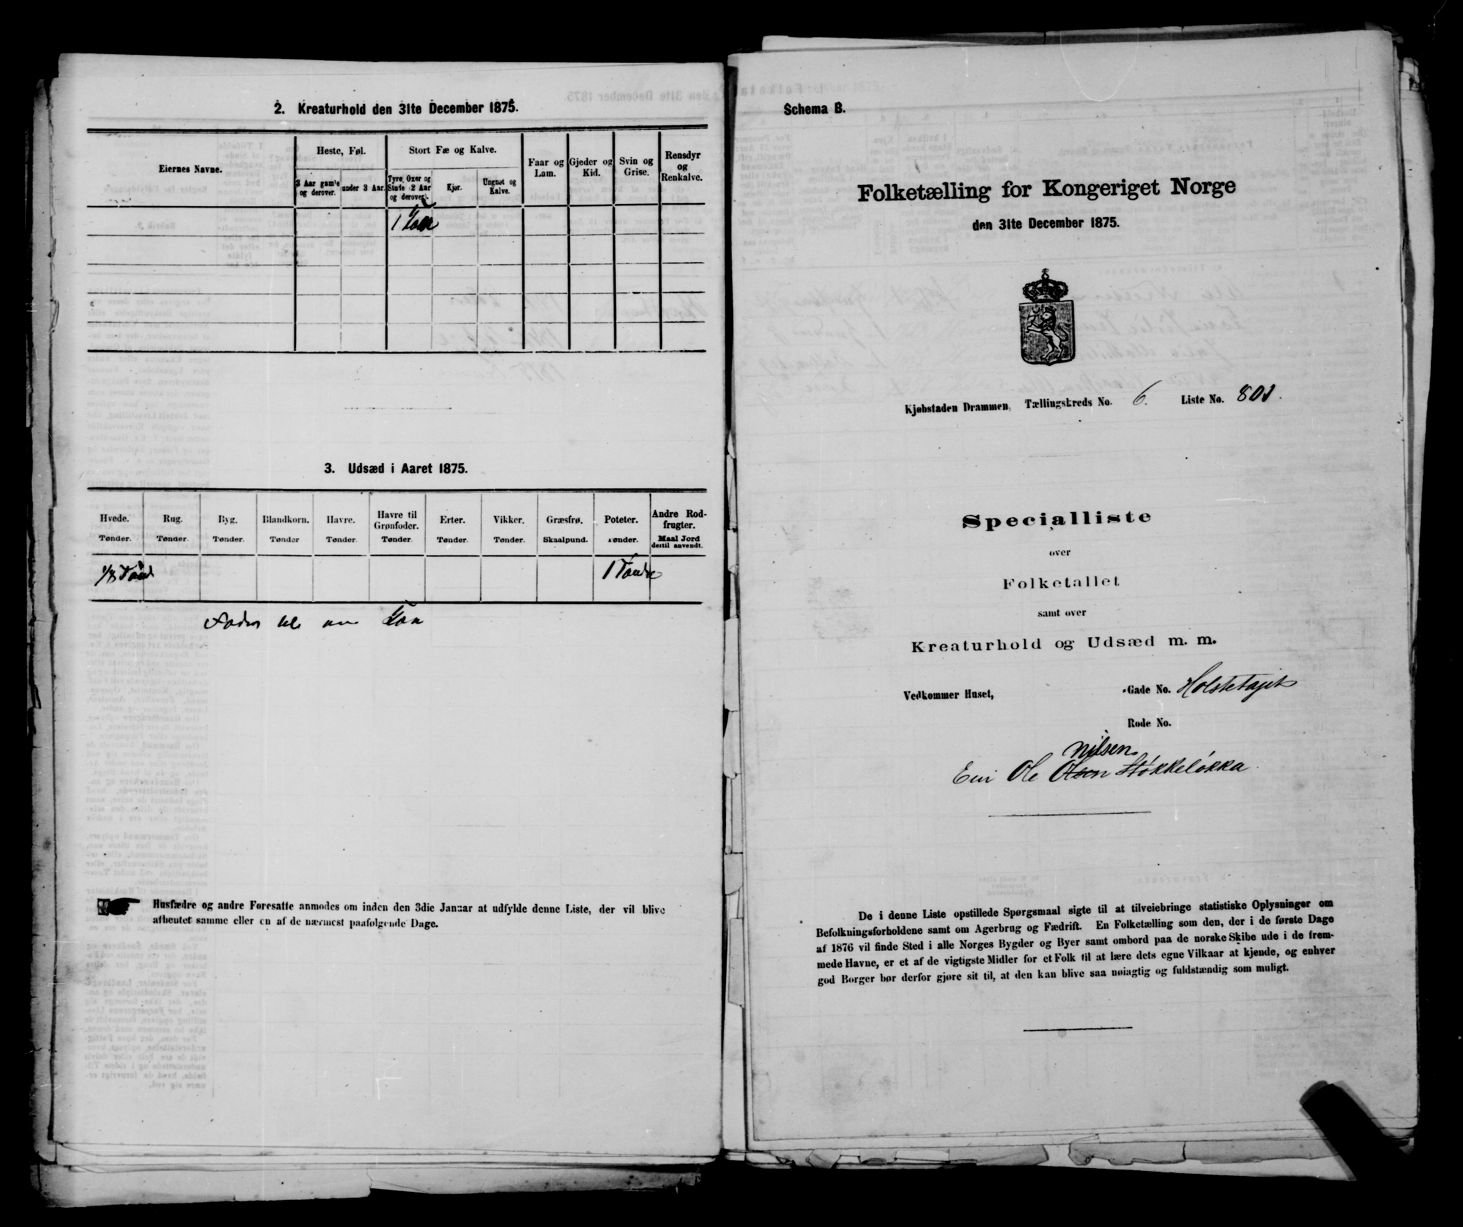 2. Kreaturhold den 31te December 1875.
Eiernes Navne.
Heste, Føl.
Stort Fæ og Kalve.
Faar og Lam.
Gjeder og Kid.
Svin og Grise.
Rensdyr og Renkalve.
3 Aar gamle og derover.
under 3 Aar.
Tyre, Oxer og Stude 2 Aar og derover.
Kjør.
Ungnøt og Kalve.
1
3. Udsæd i Aaret 1875.
Hvede. Rug. Byg. Blandkorn. Havre. Havre til Grønfoder. Erter. Vikker. Græsfrø. Poteter. Andre Rodfrugter.
Tønder. Tønder. Tønder. Tønder Tønder. Tønder. Tønder. Tønder. Skaalpund. Tønder. Maal Jord dertil anvendt.
1/8 1 Tønde
Husfædre og andre Foresatte anmodes om inden den 3die Januar at udfylde denne Liste, der vil blive
afhentet samme eller en af de nærmest paafølgende Dage.
Schema B.
Folketælling for Kongeriget Norge
den 31te December 1875.
Kjøbstaden Drammen, Tællingskreds No. 6. Liste No. 801.
Specialliste
over
Folketallet
samt over
Kreaturhold og Udsæd m. m.
Vedkommer Huset, -Gade No.
Rode No.
Nilsen
Eier Ole Olsen Støkkeløkka
De i denne Liste opstillede Spørgsmaal sigte til at tilveiebringe statistiske Oplysninger om
Befolkningsforholdene samt om Agerbrug og Fædrift. En Folketælling som den, der i de første Dage
af 1876 vil finde Sted i alle Norges Bygder og Byer samt ombord paa de norske Skibe ude i de frem-
mede Havne, er et af de vigtigste Midler for et Folk til at lære dets egne Vilkaar at kjende, og enhver
god Borger bør derfor gjøre sit til, at den kan blive saa nøiagtig og fuldstændig som muligt.